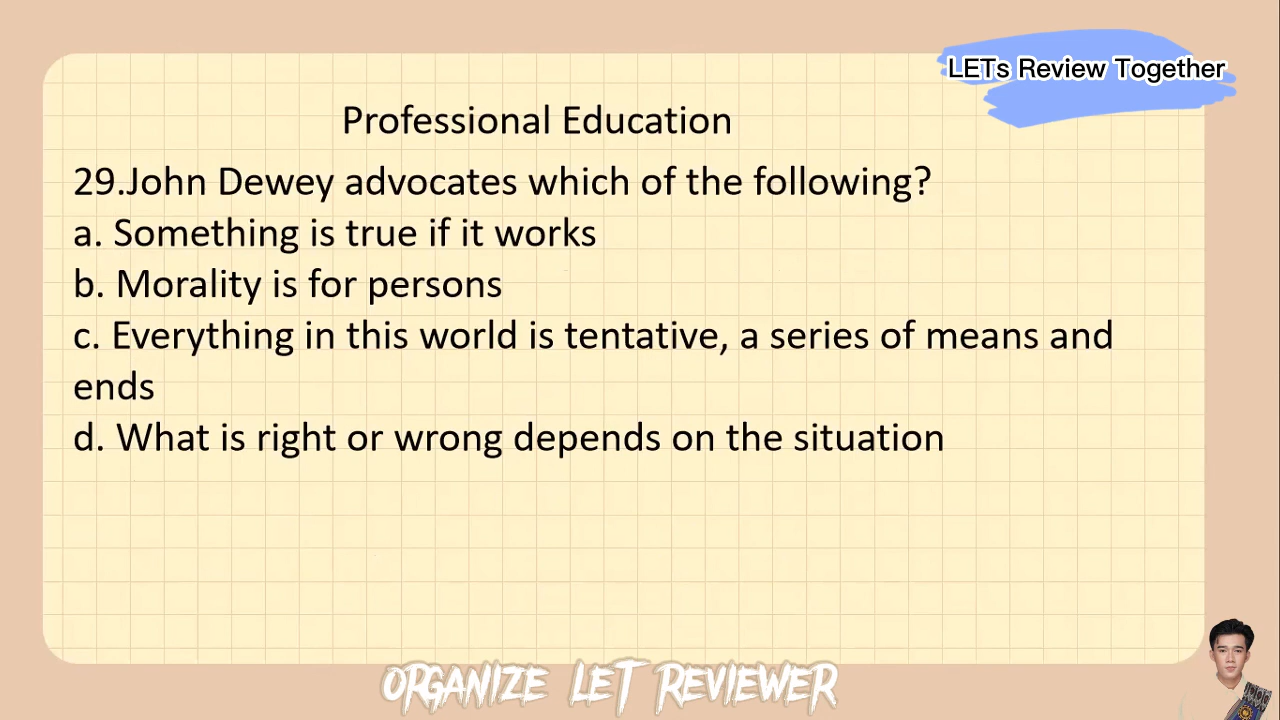 LETs Review Together
Professional Education
29.John Dewey advocates which of the following?
a. Something is true if it works
b. Morality is for persons
c. Everything in this world is tentative, a series of means and
ends
d. What is right or wrong depends on the situation
ORGANIZE LET REVIEWER